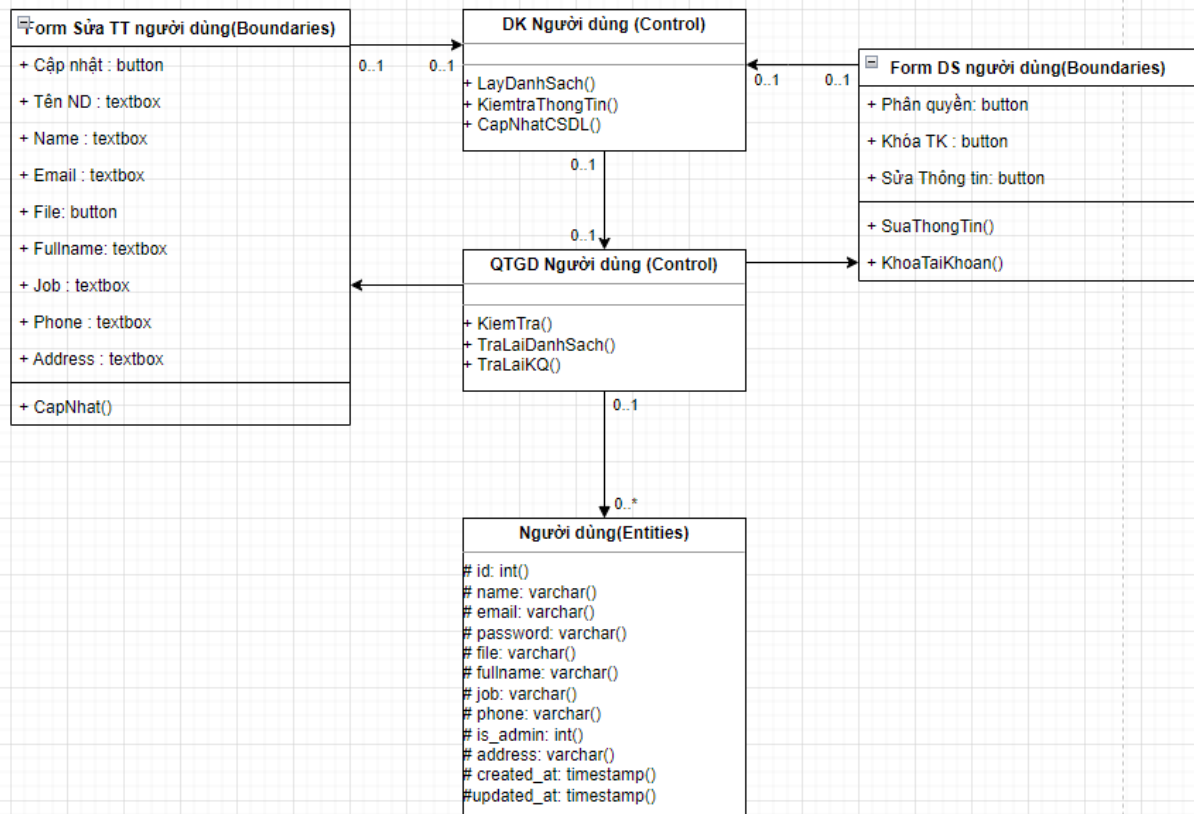 Form Sửa TT người dùng(Boundaries)
+ Cập nhật : button
+ Tên ND : textbox
+ Name : textbox
+ Email : textbox
+ File: button
+ Fullname: textbox
+ Job : textbox
+ Phone : textbox
+ Address : textbox
+ CapNhat()
0..1
0..1
DK Người dùng (Control)
+ LayDanhSach()
+ KiemtraThongTin()
+ CapNhatCSDL()
0..1
0..1
Form DS người dùng(Boundaries)
+ Phân quyền: button
+ Khóa TK : button
+ Sửa Thông tin: button
+ SuaThongTin()
+ KhoaTaiKhoan()
0..1
0..1
QTGD Người dùng (Control)
+ KiemTra()
+ TraLaiDanhSach()
+ TraLaiKQ()
0..1
0..*
Người dùng(Entities)
# id: int()
# name: varchar()
# email: varchar()
# password: varchar()
# file: varchar()
# fullname: varchar()
# job: varchar()
# phone: varchar()
# is_admin: int()
# address: varchar()
# created_at: timestamp()
#updated_at: timestamp()